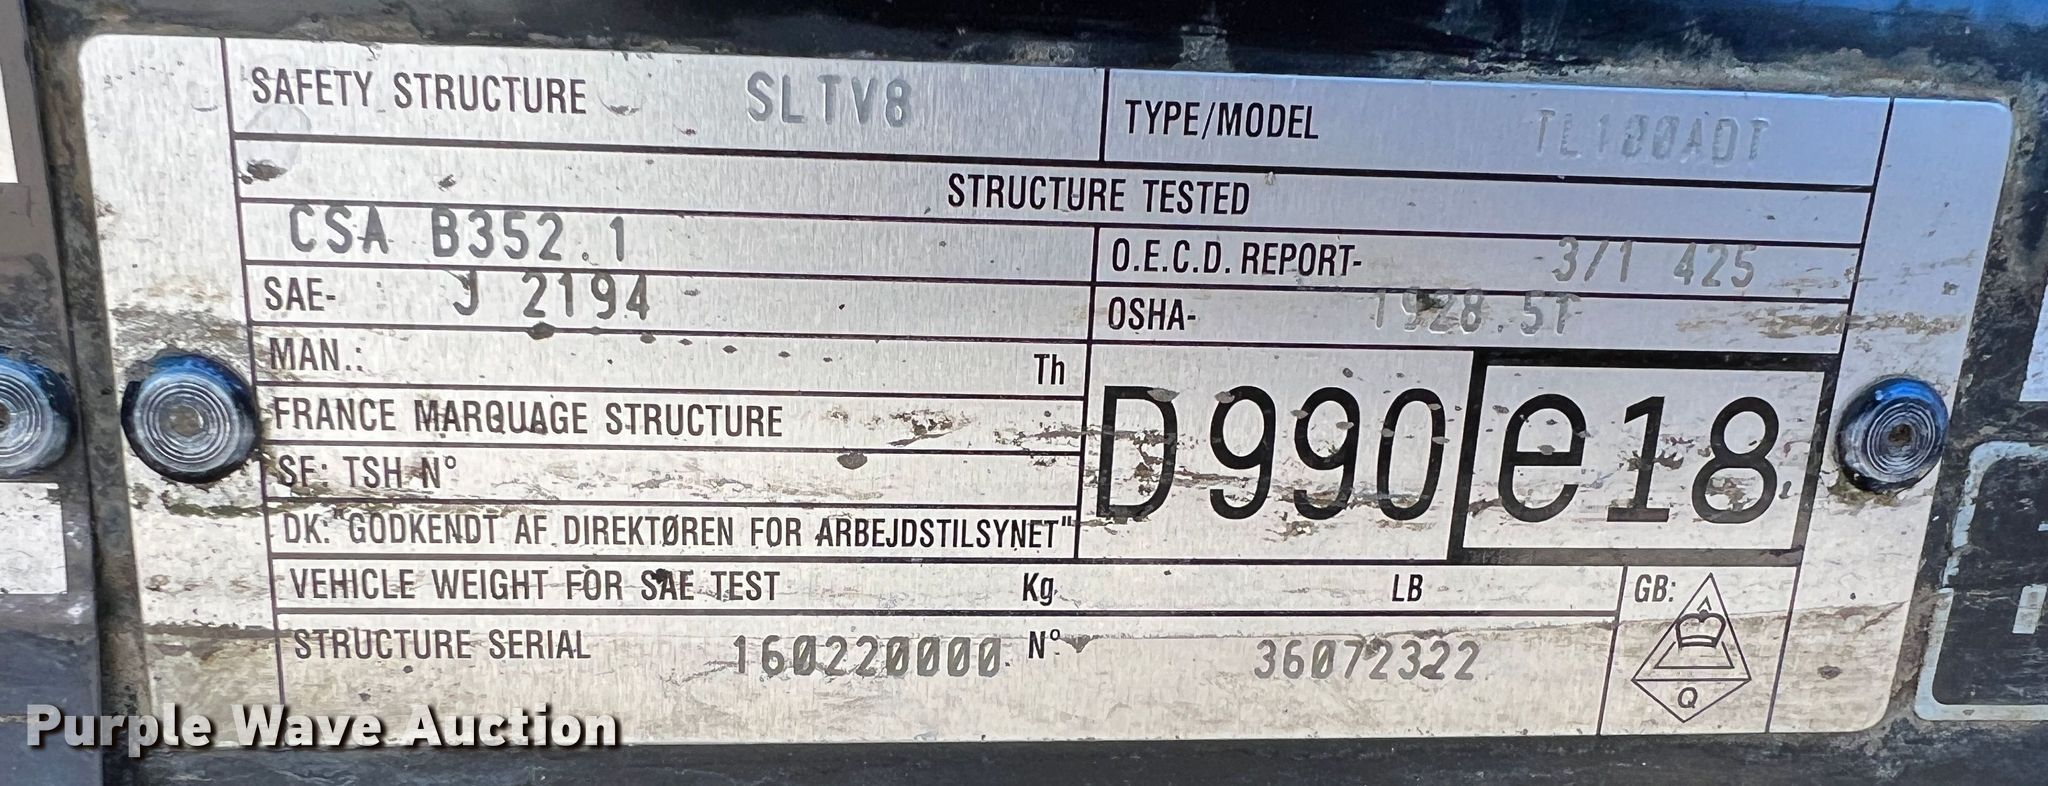 SAFETY STRUCTURE SLTV8
TYPE/MODEL TL100ADT
STRUCTURE TESTED
CSA B352.1
O.E.C.D. REPORT- 3/1 425
SAE- J 2194
OSHA- 1928.5T
MAN.: Th
FRANCE MARQUAGE STRUCTURE
SF: TSH N°
DK: "GODKENDT AF DIREKTØREN FOR ARBEJDSTILSYNET"
D990 e18
VEHICLE WEIGHT FOR SAE TEST Kg. LB
GB:
Q
STRUCTURE SERIAL 160220000 N° 36072322
Purple Wave Auction